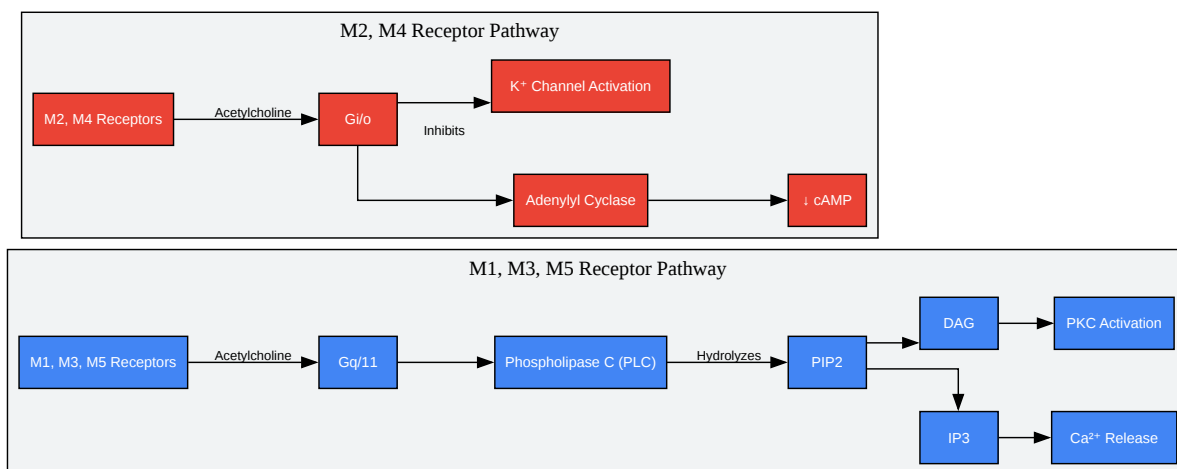 M2, M4 Receptor Pathway
K⁺ Channel Activation
M2, M4 Receptors
Acetylcholine
Gi/o
Inhibits
Adenylyl Cyclase
↓ cAMP
M1, M3, M5 Receptor Pathway
DAG
PKC Activation
M1, M3, M5 Receptors
Acetylcholine
Gq/11
Phospholipase C (PLC)
Hydrolyzes
PIP2
IP3
Ca²⁺ Release